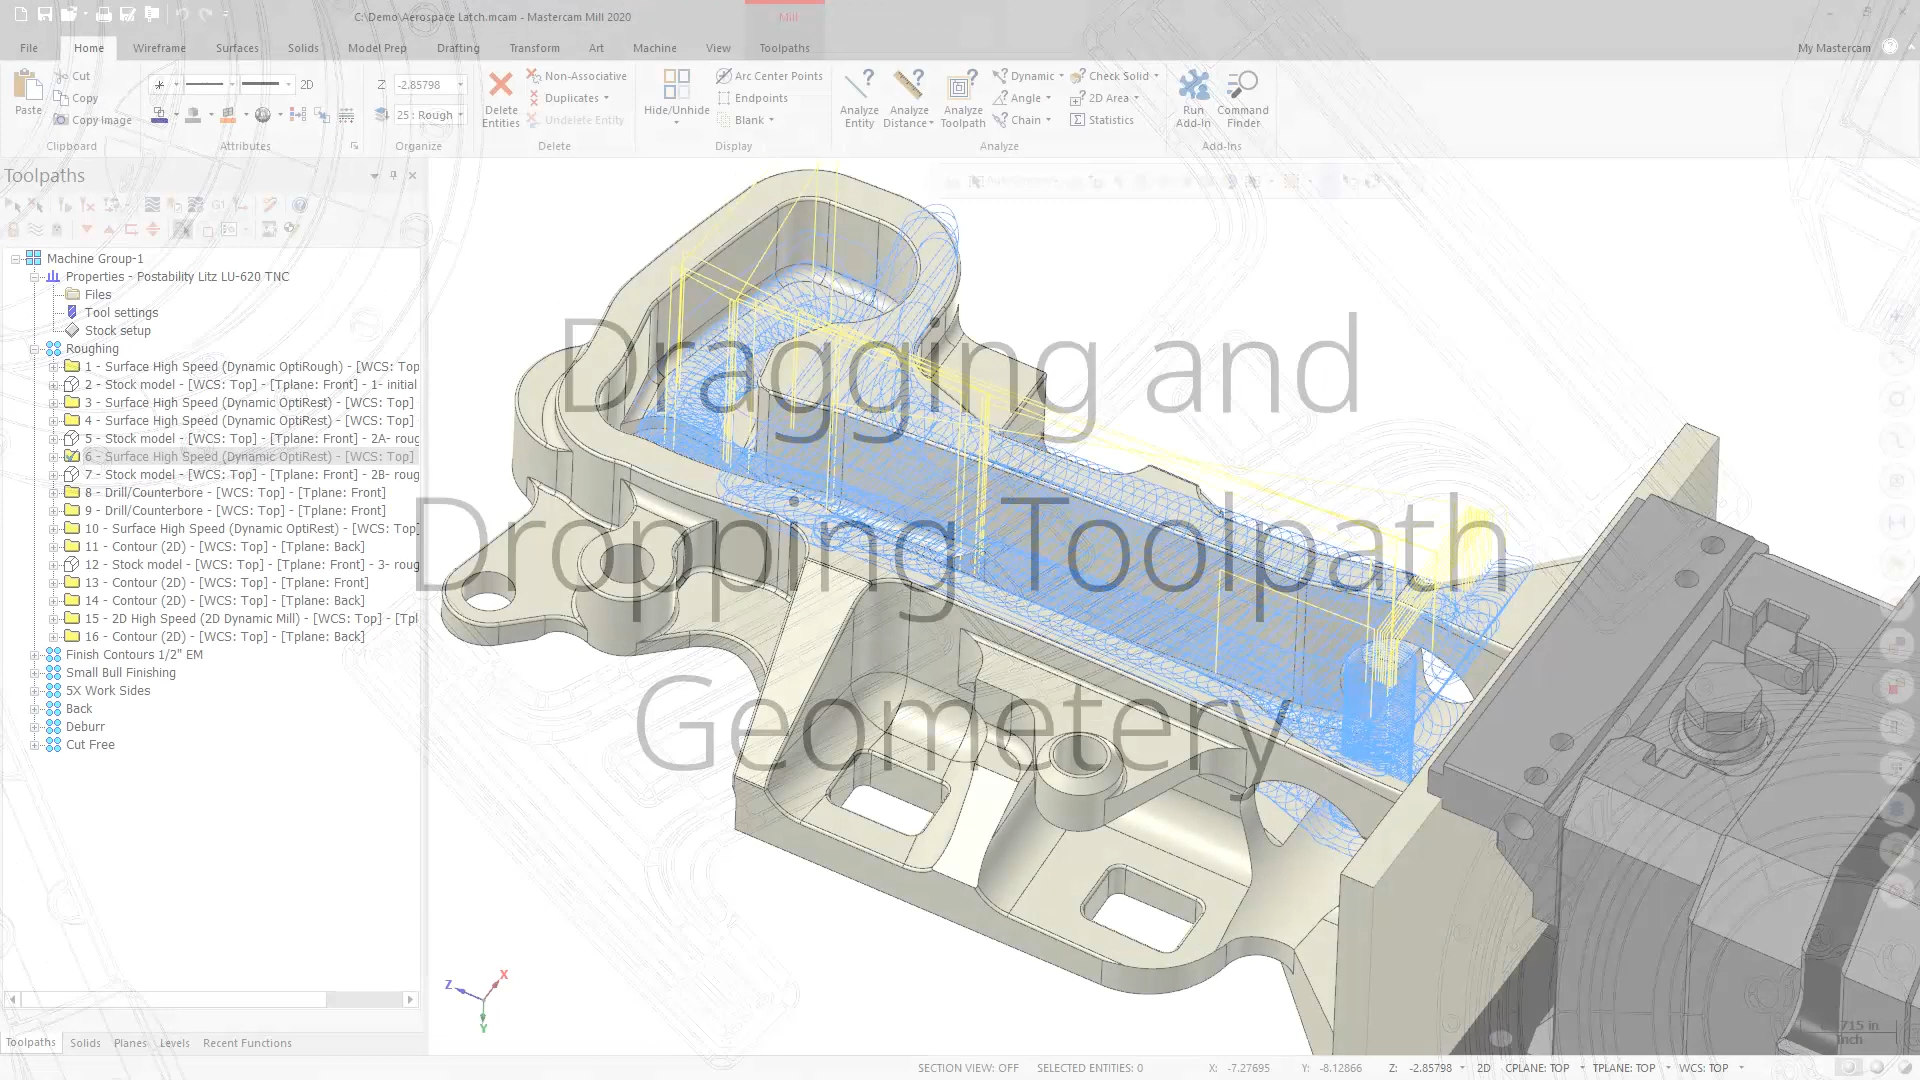 C:\Demo\Aerospace Latch.mcam - Mastercam Mill 2020
Mill
File Home Wireframe Surfaces Solids Model Prep Drafting Transform Art Machine View Toolpaths
My Mastercam
Paste
Cut
Copy
Copy Image
Clipboard
2D
Attributes
Z -2.85798
25 : Rough
Organize
Delete Entities
Non-Associative
Duplicates
Undelete Entity
Delete
Hide/Unhide
Arc Center Points
Endpoints
Blank
Display
Analyze Entity
Analyze Distance
Analyze Toolpath
Dynamic
Angle
Chain
Check Solid
2D Area
Statistics
Analyze
Run Add-In
Command Finder
Add-Ins
Toolpaths
G1
Machine Group-1
Properties - Postability Litz LU-620 TNC
Files
Tool settings
Stock setup
Roughing
1 - Surface High Speed (Dynamic OptiRough) - [WCS: Top
2 - Stock model - [WCS: Top] - [Tplane: Front] - 1- initial
3 - Surface High Speed (Dynamic OptiRest) - [WCS: Top]
4 - Surface High Speed (Dynamic OptiRest) - [WCS: Top]
5 - Stock model - [WCS: Top] - [Tplane: Front] - 2A- roug
6 - Surface High Speed (Dynamic OptiRest) - [WCS: Top]
7 - Stock model - [WCS: Top] - [Tplane: Front] - 2B- roug
8 - Drill/Counterbore - [WCS: Top] - [Tplane: Front]
9 - Drill/Counterbore - [WCS: Top] - [Tplane: Front]
10 - Surface High Speed (Dynamic OptiRest) - [WCS: Top
11 - Contour (2D) - [WCS: Top] - [Tplane: Back]
12 - Stock model - [WCS: Top] - [Tplane: Front] - 3- roug
13 - Contour (2D) - [WCS: Top] - [Tplane: Front]
14 - Contour (2D) - [WCS: Top] - [Tplane: Back]
15 - 2D High Speed (2D Dynamic Mill) - [WCS: Top] - [Tpl
16 - Contour (2D) - [WCS: Top] - [Tplane: Back]
Finish Contours 1/2" EM
Small Bull Finishing
5X Work Sides
Back
Deburr
Cut Free
Dragging and
Dropping Toolpath
Geometery
X
Z
Y
715 in
Inch
Toolpaths Solids Planes Levels Recent Functions
SECTION VIEW: OFF SELECTED ENTITIES: 0 X: -7.27695 Y: -8.12866 Z: -2.85798 2D CPLANE: TOP TPLANE: TOP WCS: TOP